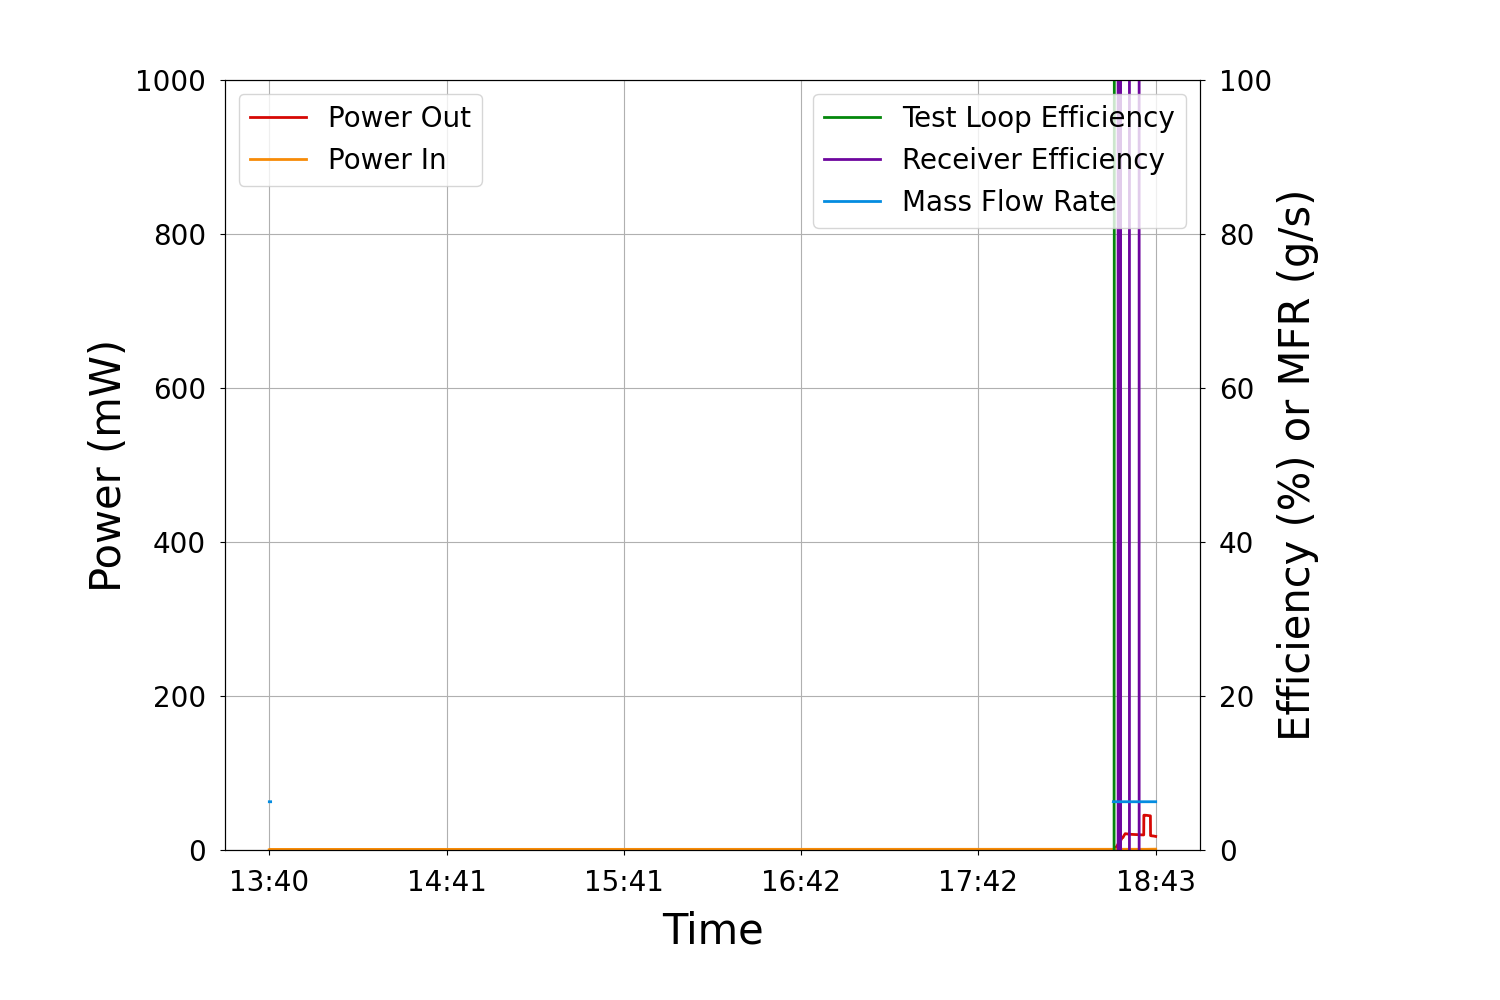 1000
800
600
400
200
0
Power (mW)
Power Out
Power In
Test Loop Efficiency
Receiver Efficiency
Mass Flow Rate
100
80
60
40
20
0
Efficiency (%) or MFR (g/s)
13:40 14:41 15:41 16:42 17:42 18:43
Time